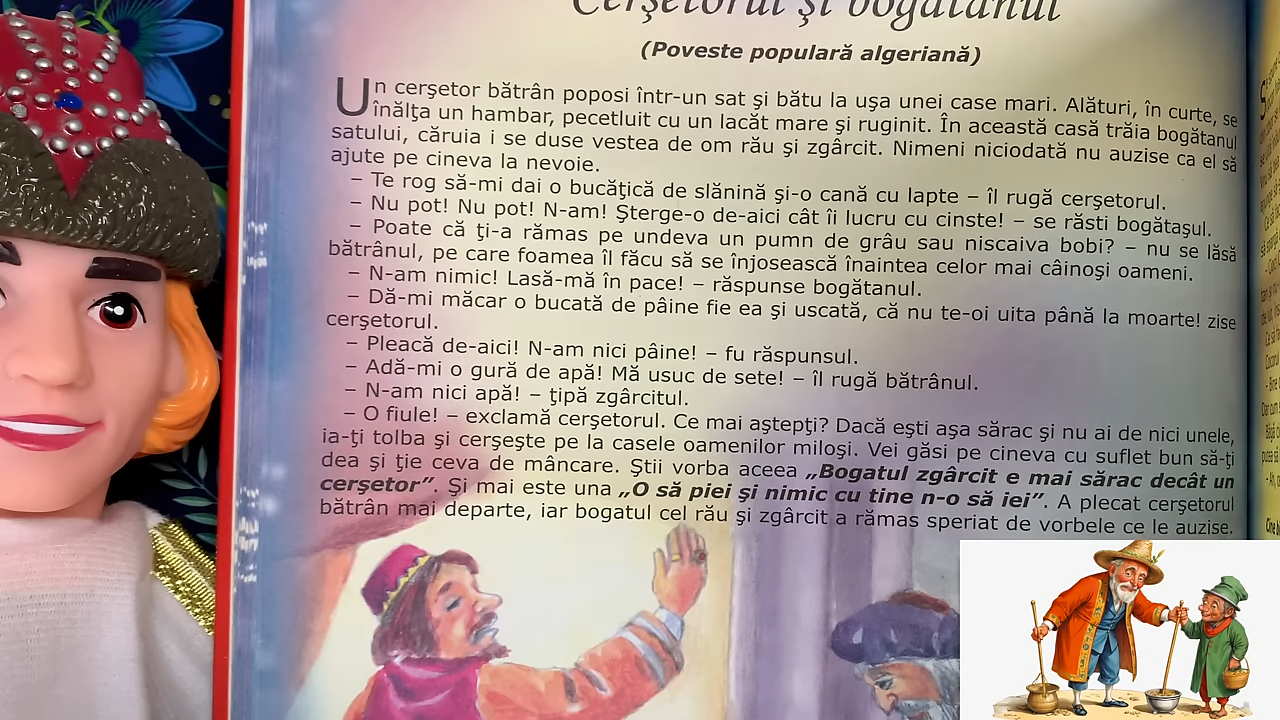 Cerşetorul şi bogătanul
(Poveste populară algeriană)
Un cerşetor bătrân poposi într-un sat şi bătu la uşa unei case mari. Alături, în curte, se
înălţa un hambar, pecetluit cu un lacăt mare şi ruginit. În această casă trăia bogătanul
satului, căruia i se duse vestea de om rău şi zgârcit. Nimeni niciodată nu auzise ca el să
ajute pe cineva la nevoie.
– Te rog să-mi dai o bucăţică de slănină şi-o cană cu lapte – îl rugă cerşetorul.
– Nu pot! Nu pot! N-am! Şterge-o de-aici cât îi lucru cu cinste! – se răsti bogătaşul.
– Poate că ţi-a rămas pe undeva un pumn de grâu sau niscaiva bobi? – nu se lăsă
bătrânul, pe care foamea îl făcu să se înjosească înaintea celor mai câinoşi oameni.
– N-am nimic! Lasă-mă în pace! – răspunse bogătanul.
– Dă-mi măcar o bucată de pâine fie ea şi uscată, că nu te-oi uita până la moarte! zise
cerşetorul.
– Pleacă de-aici! N-am nici pâine! – fu răspunsul.
– Adă-mi o gură de apă! Mă usuc de sete! – îl rugă bătrânul.
– N-am nici apă! – ţipă zgârcitul.
– O fiule! – exclamă cerşetorul. Ce mai aştepţi? Dacă eşti aşa sărac şi nu ai de nici unele,
ia-ţi tolba şi cerşeşte pe la casele oamenilor miloşi. Vei găsi pe cineva cu suflet bun să-ţi
dea şi ţie ceva de mâncare. Ştii vorba aceea „Bogatul zgârcit e mai sărac decât un
cerşetor”. Şi mai este una „O să piei şi nimic cu tine n-o să iei”. A plecat cerşetorul
bătrân mai departe, iar bogatul cel rău şi zgârcit a rămas speriat de vorbele ce le auzise.